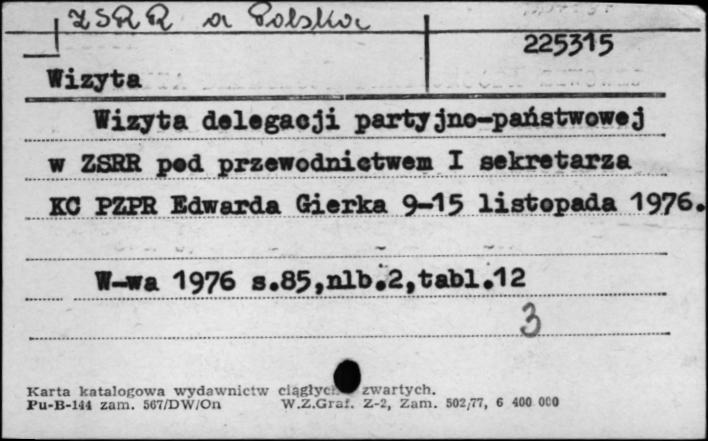 ZSRR a Polska
225315
Wizyta
Wizyta delegacji partyjno-państwowej
w ZSRR pod przewodnictwem I sekretarza
KC PZPR Edwarda Gierka 9-15 listopada 1976.
W-wa 1976 s.85,nlb.2,tabl.12
3
Karta katalogowa wydawnictw zwartych.
Pu-B-144 zam. 567/DW/On W.Z.Graf. Z-2, Zam. 502/77, 6 400 000